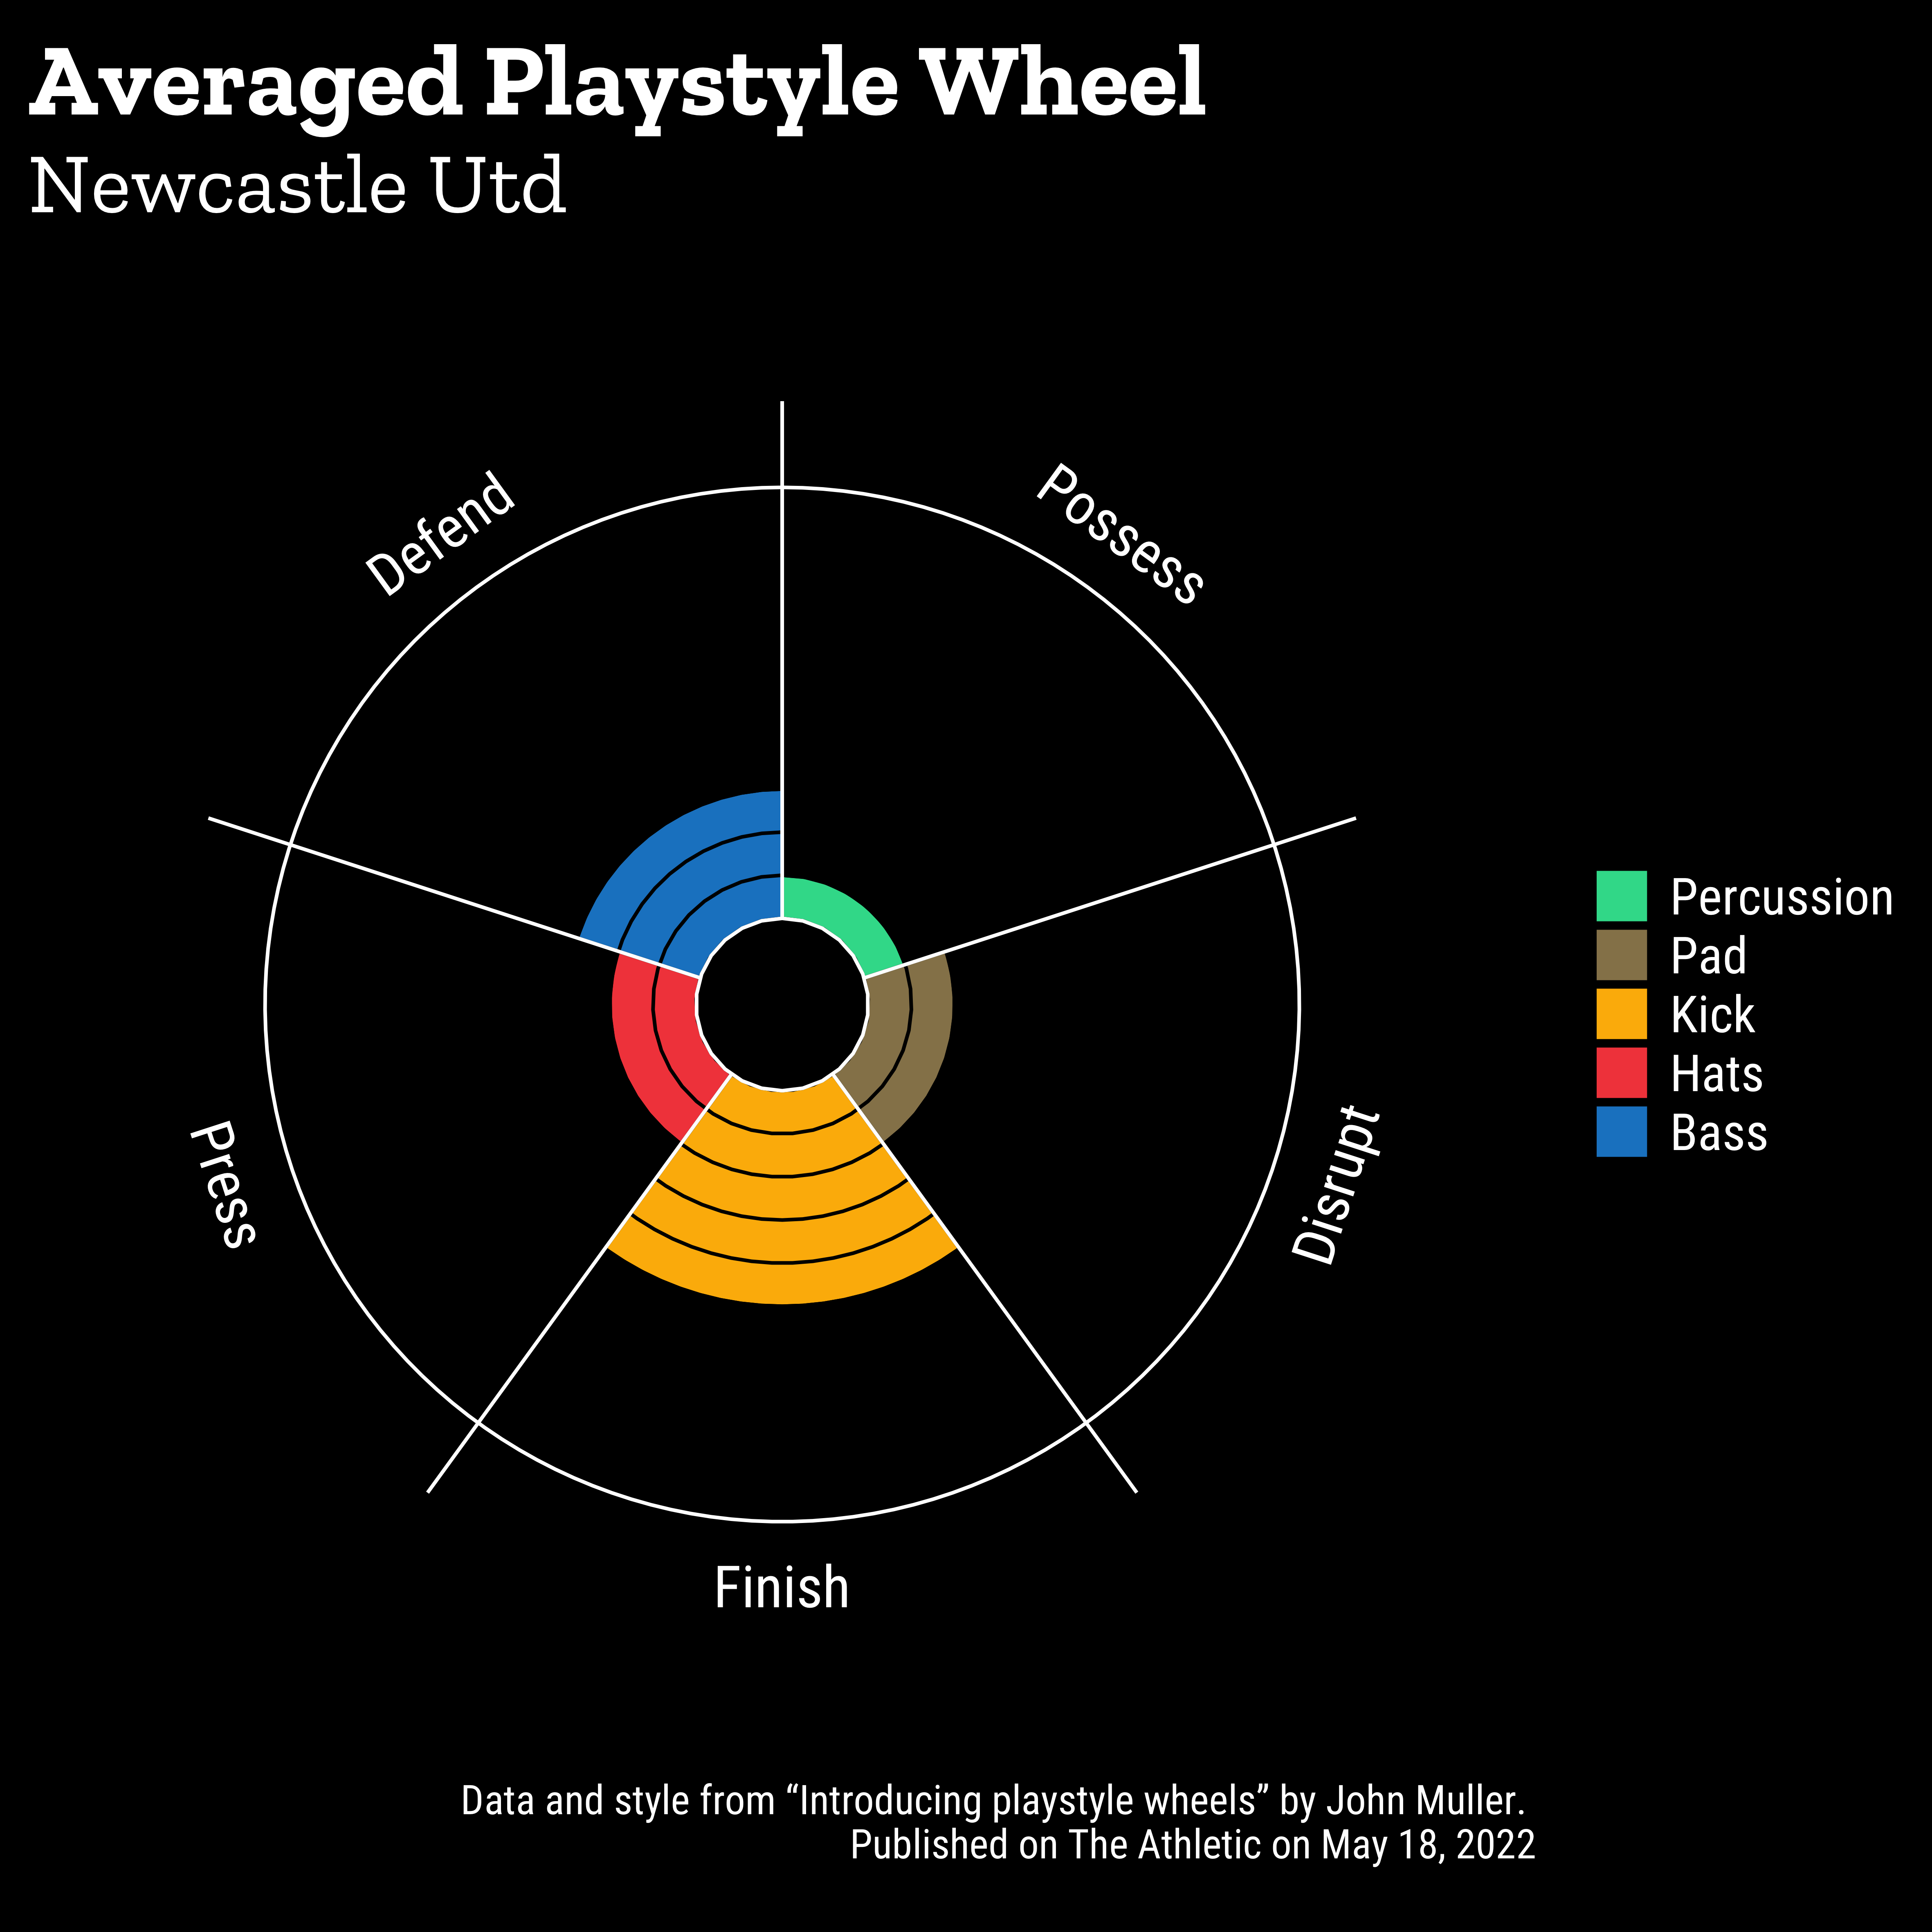 Averaged Playstyle Wheel
Newcastle Utd
Defend
Possess
Press
Disrupt
Finish
Percussion
Pad
Kick
Hats
Bass
Data and style from “Introducing playstyle wheels” by John Muller.
Published on The Athletic on May 18, 2022